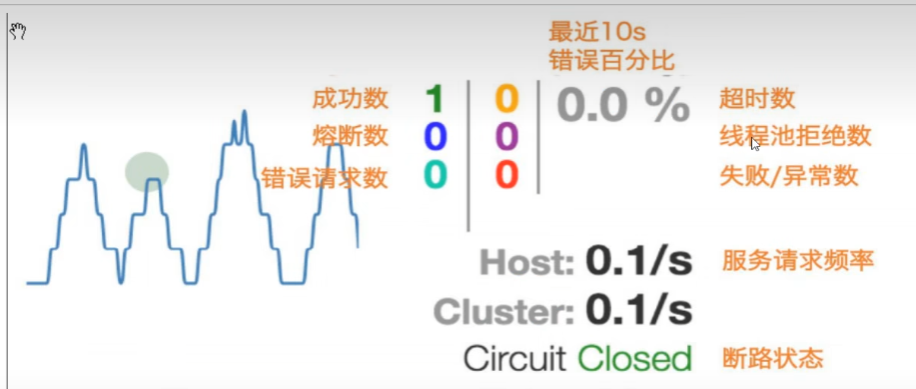 最近10s
错误百分比
成功数 1 0 0.0 % 超时数
熔断数 0 0 线程池拒绝数
错误请求数 0 0 失败/异常数
Host: 0.1/s 服务请求频率
Cluster: 0.1/s
Circuit Closed 断路状态